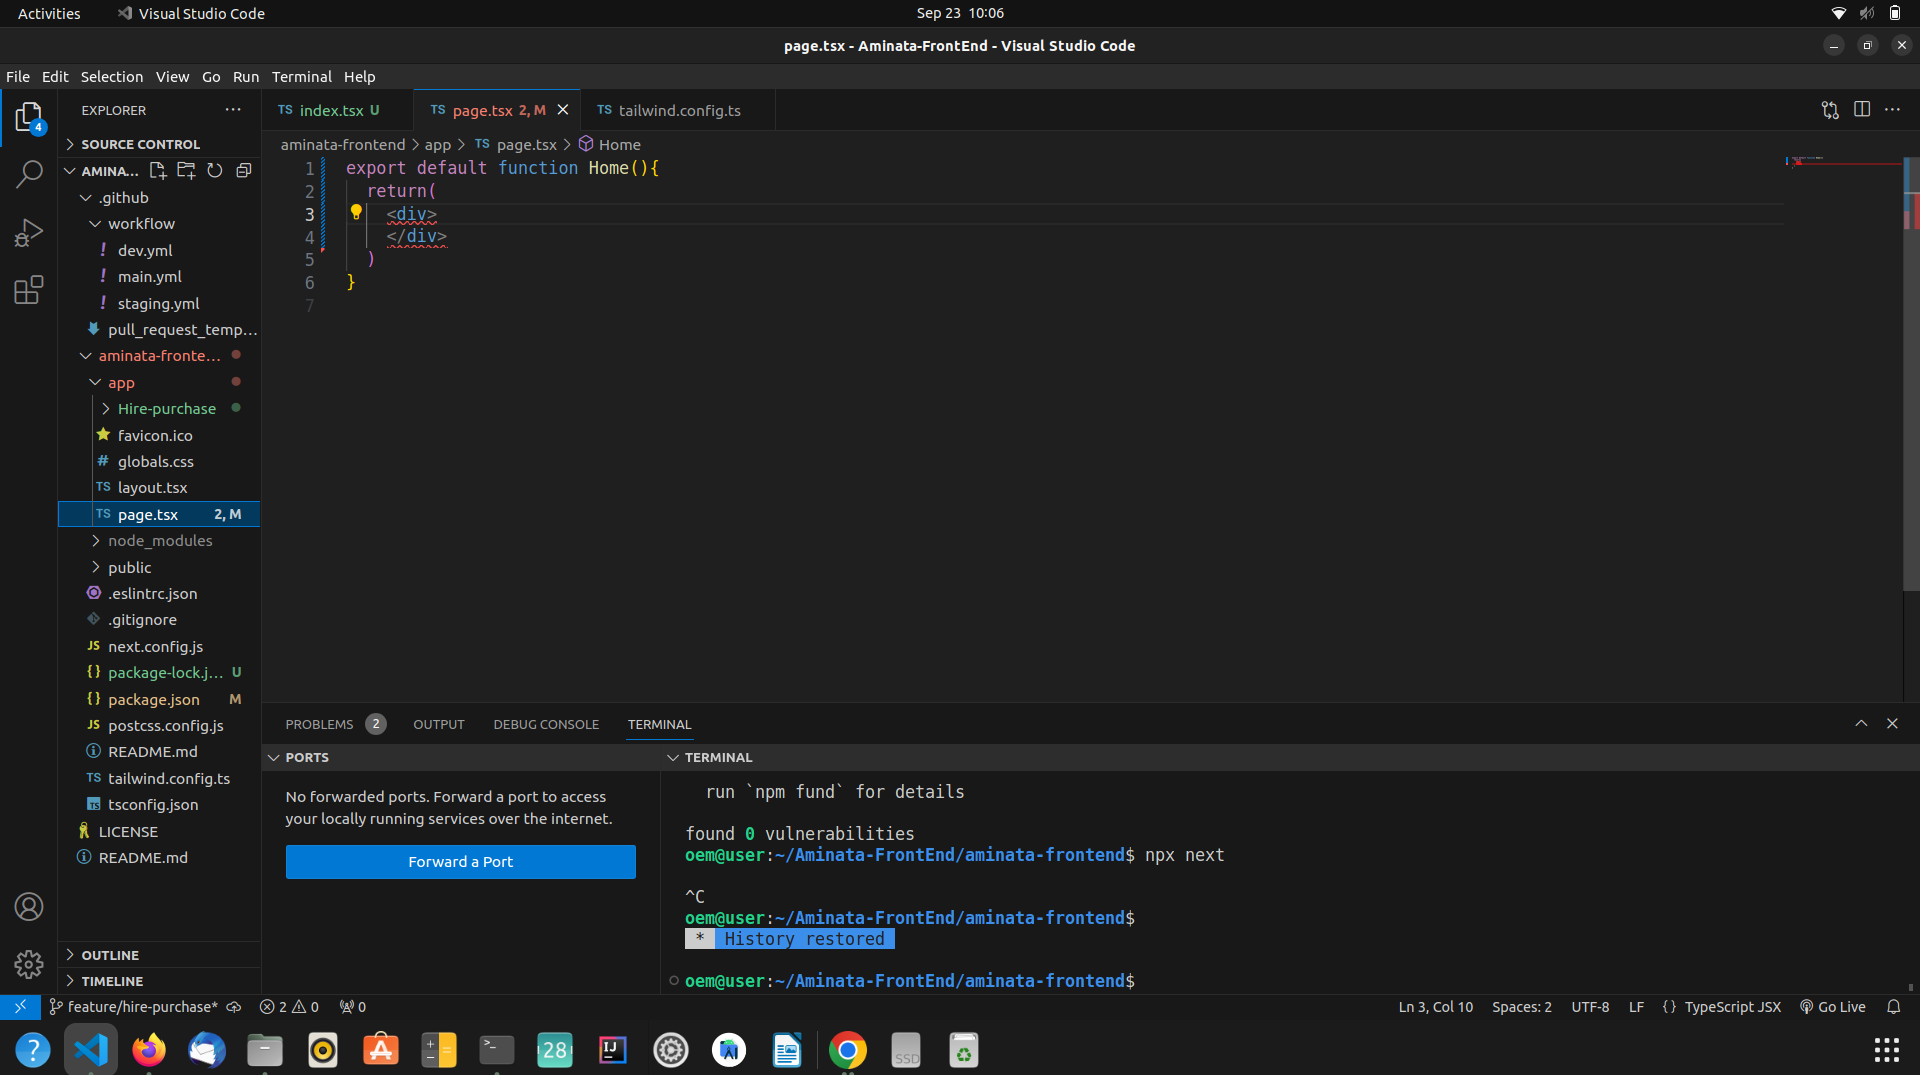 Activities
Visual Studio Code
Sep 23 10:06
page.tsx - Aminata-FrontEnd - Visual Studio Code
File Edit Selection View Go Run Terminal Help
EXPLORER
4
SOURCE CONTROL
AMINA...
.github
workflow
! dev.yml
! main.yml
! staging.yml
pull_request_temp...
aminata-fronte...
app
Hire-purchase
favicon.ico
# globals.css
TS layout.tsx
TS page.tsx 2, M
node_modules
public
.eslintrc.json
.gitignore
JS next.config.js
{} package-lock.j... U
{} package.json M
JS postcss.config.js
README.md
TS tailwind.config.ts
TS tsconfig.json
LICENSE
README.md
OUTLINE
TIMELINE
TS index.tsx U
TS page.tsx 2, M
TS tailwind.config.ts
aminata-frontend > app > TS page.tsx > Home
1 export default function Home(){
2 return(
3 <div>
4 </div>
5 )
6 }
7
PROBLEMS 2 OUTPUT DEBUG CONSOLE TERMINAL
PORTS
No forwarded ports. Forward a port to access
your locally running services over the internet.
Forward a Port
TERMINAL
run `npm fund` for details
found 0 vulnerabilities
oem@user:~/Aminata-FrontEnd/aminata-frontend$ npx next
^C
oem@user:~/Aminata-FrontEnd/aminata-frontend$
* History restored
oem@user:~/Aminata-FrontEnd/aminata-frontend$
feature/hire-purchase* 2 0 0
Ln 3, Col 10 Spaces: 2 UTF-8 LF {} TypeScript JSX Go Live
? >_ 28 IJ SSD